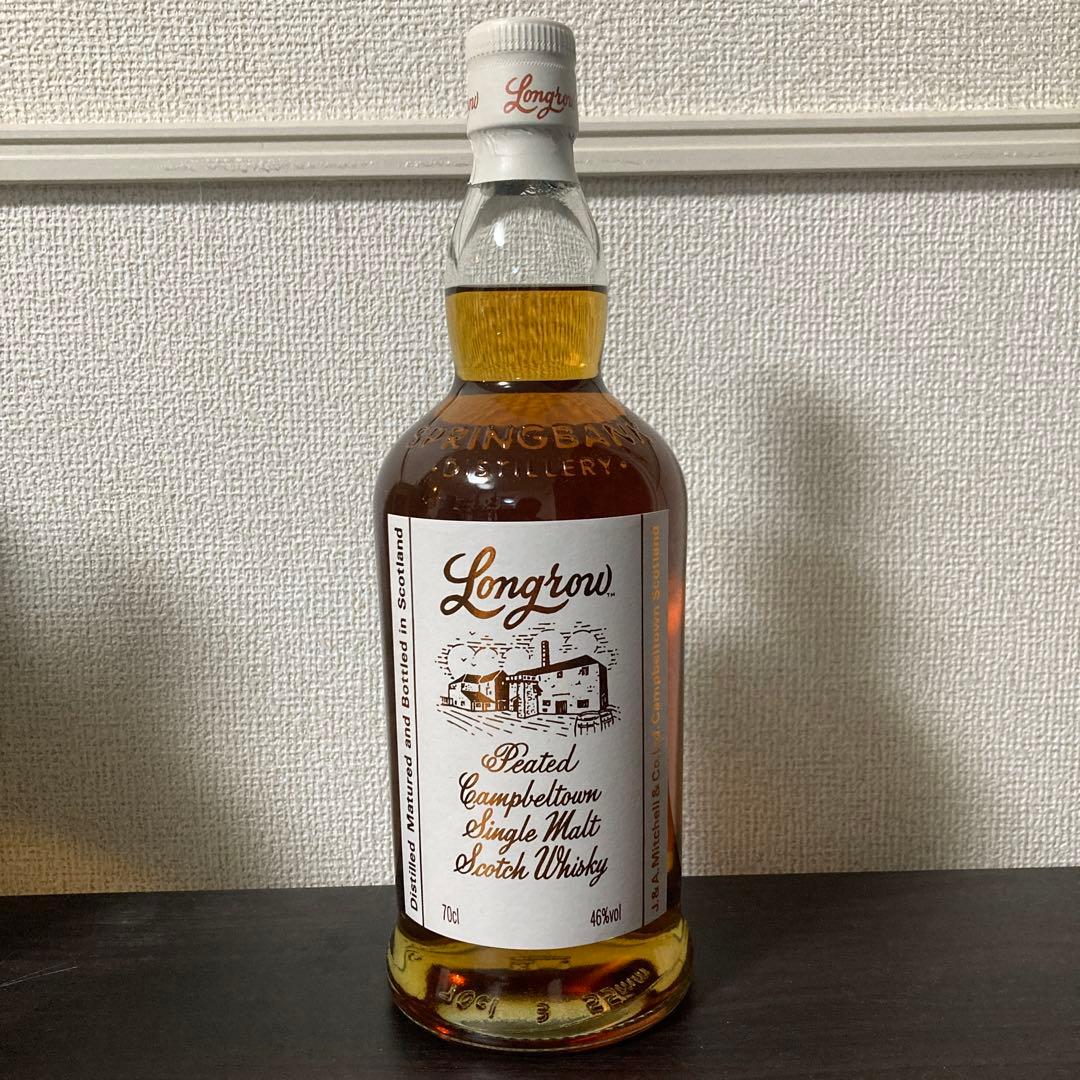 Longrow
SPRINGBANK
·DISTILLERY·
Longrow™
Peated
Campbeltown
Single Malt
Scotch Whisky
70cl 46%vol
Distilled Matured and Bottled in Scotland
J. & A. Mitchell & Co. Ltd. Campbeltown Scotland